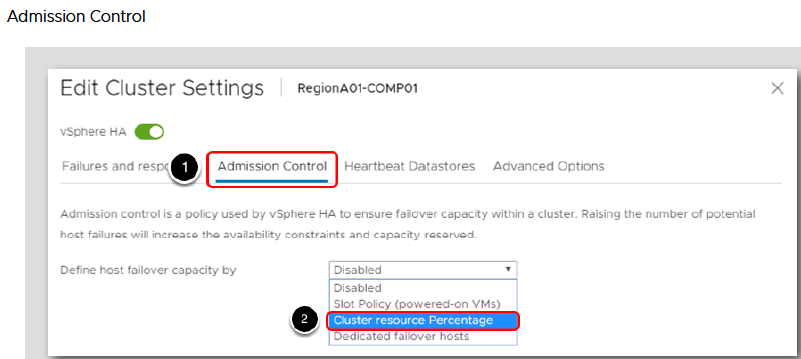 Admission Control
Edit Cluster Settings RegionA01-COMP01
vSphere HA
Failures and respo 1 Admission Control Heartbeat Datastores Advanced Options
Admission control is a policy used by vSphere HA to ensure failover capacity within a cluster. Raising the number of potential
host failures will increase the availability constraints and capacity reserved.
Define host failover capacity by Disabled
Disabled
Slot Policy (powered-on VMs)
2 Cluster resource Percentage
Dedicated failover hosts